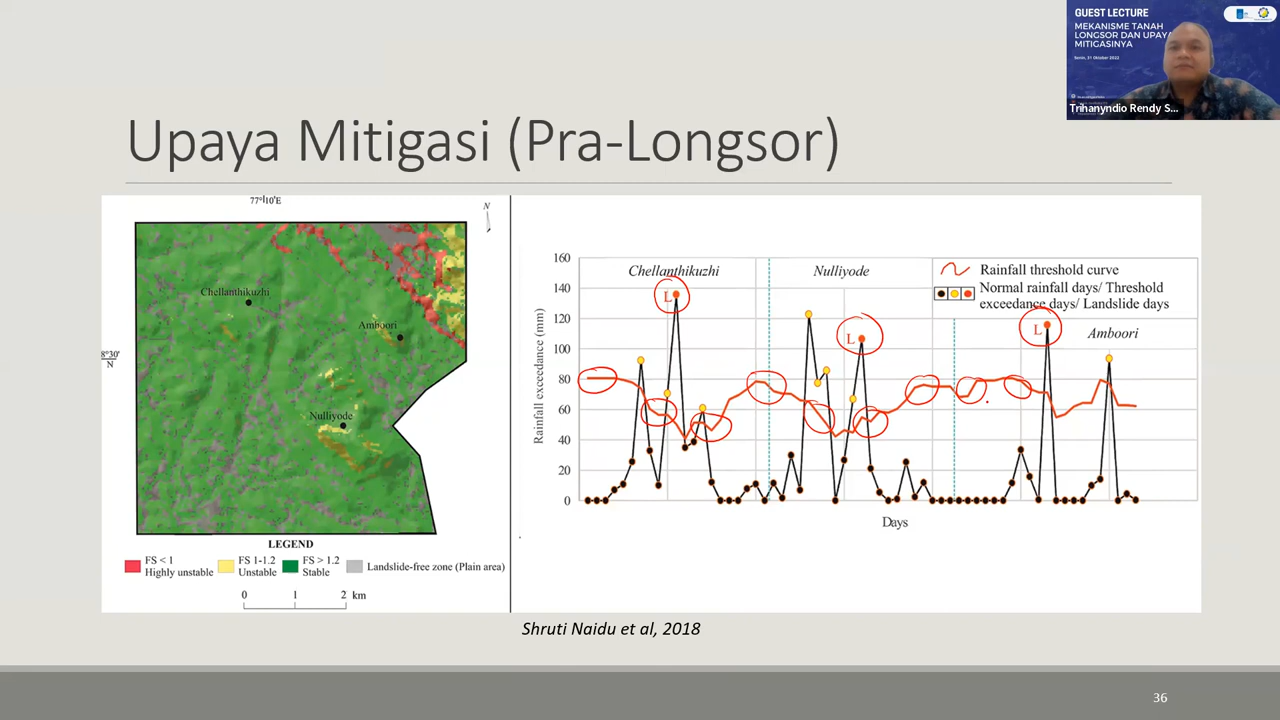 GUEST LECTURE
MEKANISME TANAH
LONGSOR DAN UPAYA
MITIGASINYA
Senin, 31 Oktober 2022
Trihanyndio Rendy S...
Upaya Mitigasi (Pra-Longsor)
77°10'E
N
8°30'
N
Chellanthikuzhi
Amboori
Nulliyode
LEGEND
FS < 1
Highly unstable
FS 1-1.2
Unstable
FS > 1.2
Stable
Landslide-free zone (Plain area)
0 1 2 km
Rainfall exceedance (mm)
160
140
120
100
80
60
40
20
0
Chellanthikuzhi
Nulliyode
Amboori
L
L
L
Rainfall threshold curve
Normal rainfall days/ Threshold
exceedance days/ Landslide days
Days
Shruti Naidu et al, 2018
36